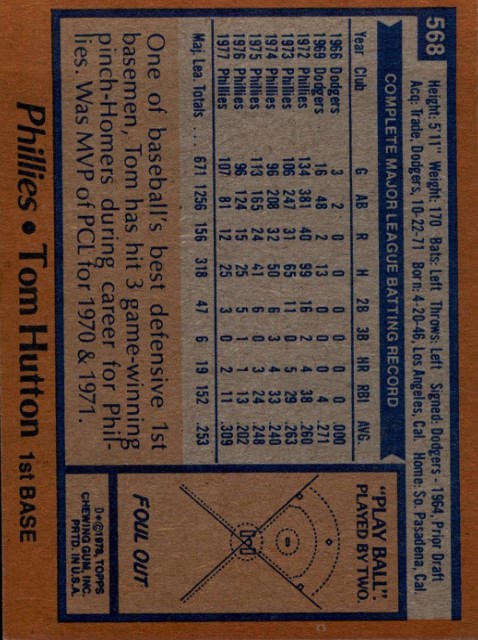 568
Height: 5'11" Weight: 170 Bats: Left Throws: Left Signed: Dodgers - 1964, Prior Draft
Acq: Trade, Dodgers, 10-22-71 Born: 4-20-46, Los Angeles, Cal. Home: So. Pasadena, Cal.
COMPLETE MAJOR LEAGUE BATTING RECORD
Year Club G AB R H 2B 3B HR RBI AVG.
1966 Dodgers 3 2 0 0 0 0 0 0 .000
1969 Dodgers 16 48 2 13 0 0 0 4 .271
1972 Phillies 134 381 40 99 16 2 4 38 .260
1973 Phillies 106 247 31 65 11 0 5 29 .263
1974 Phillies 96 208 32 50 6 3 4 33 .240
1975 Phillies 113 165 24 41 6 0 3 24 .248
1976 Phillies 96 124 15 25 5 1 1 13 .202
1977 Phillies 107 81 12 25 3 0 2 11 .309
Maj. Lea. Totals ... 671 1256 156 318 47 6 19 152 .253
One of baseball's best defensive 1st
basemen, Tom has hit 3 game-winning
pinch-Homers during career for Phil-
lies. Was MVP of PCL for 1970 & 1971.
"PLAY BALL".
PLAYED BY TWO.
FOUL OUT
D*©1978, TOPPS
CHEWING GUM, INC.
PRTD. IN U.S.A.
Phillies • Tom Hutton 1st BASE